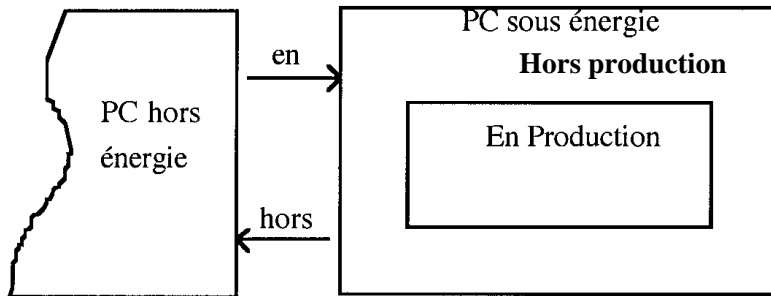 PC hors
énergie
en
hors
PC sous énergie
Hors production
En Production